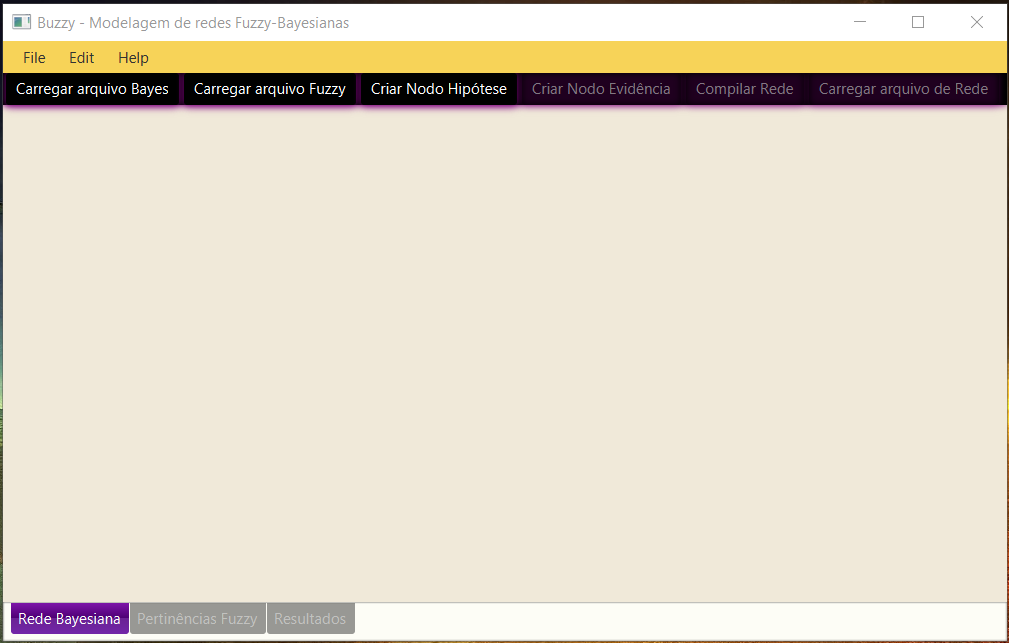 Buzzy - Modelagem de redes Fuzzy-Bayesianas
File Edit Help
Carregar arquivo Bayes Carregar arquivo Fuzzy Criar Nodo Hipótese Criar Nodo Evidência Compilar Rede Carregar arquivo de Rede
Rede Bayesiana Pertinências Fuzzy Resultados